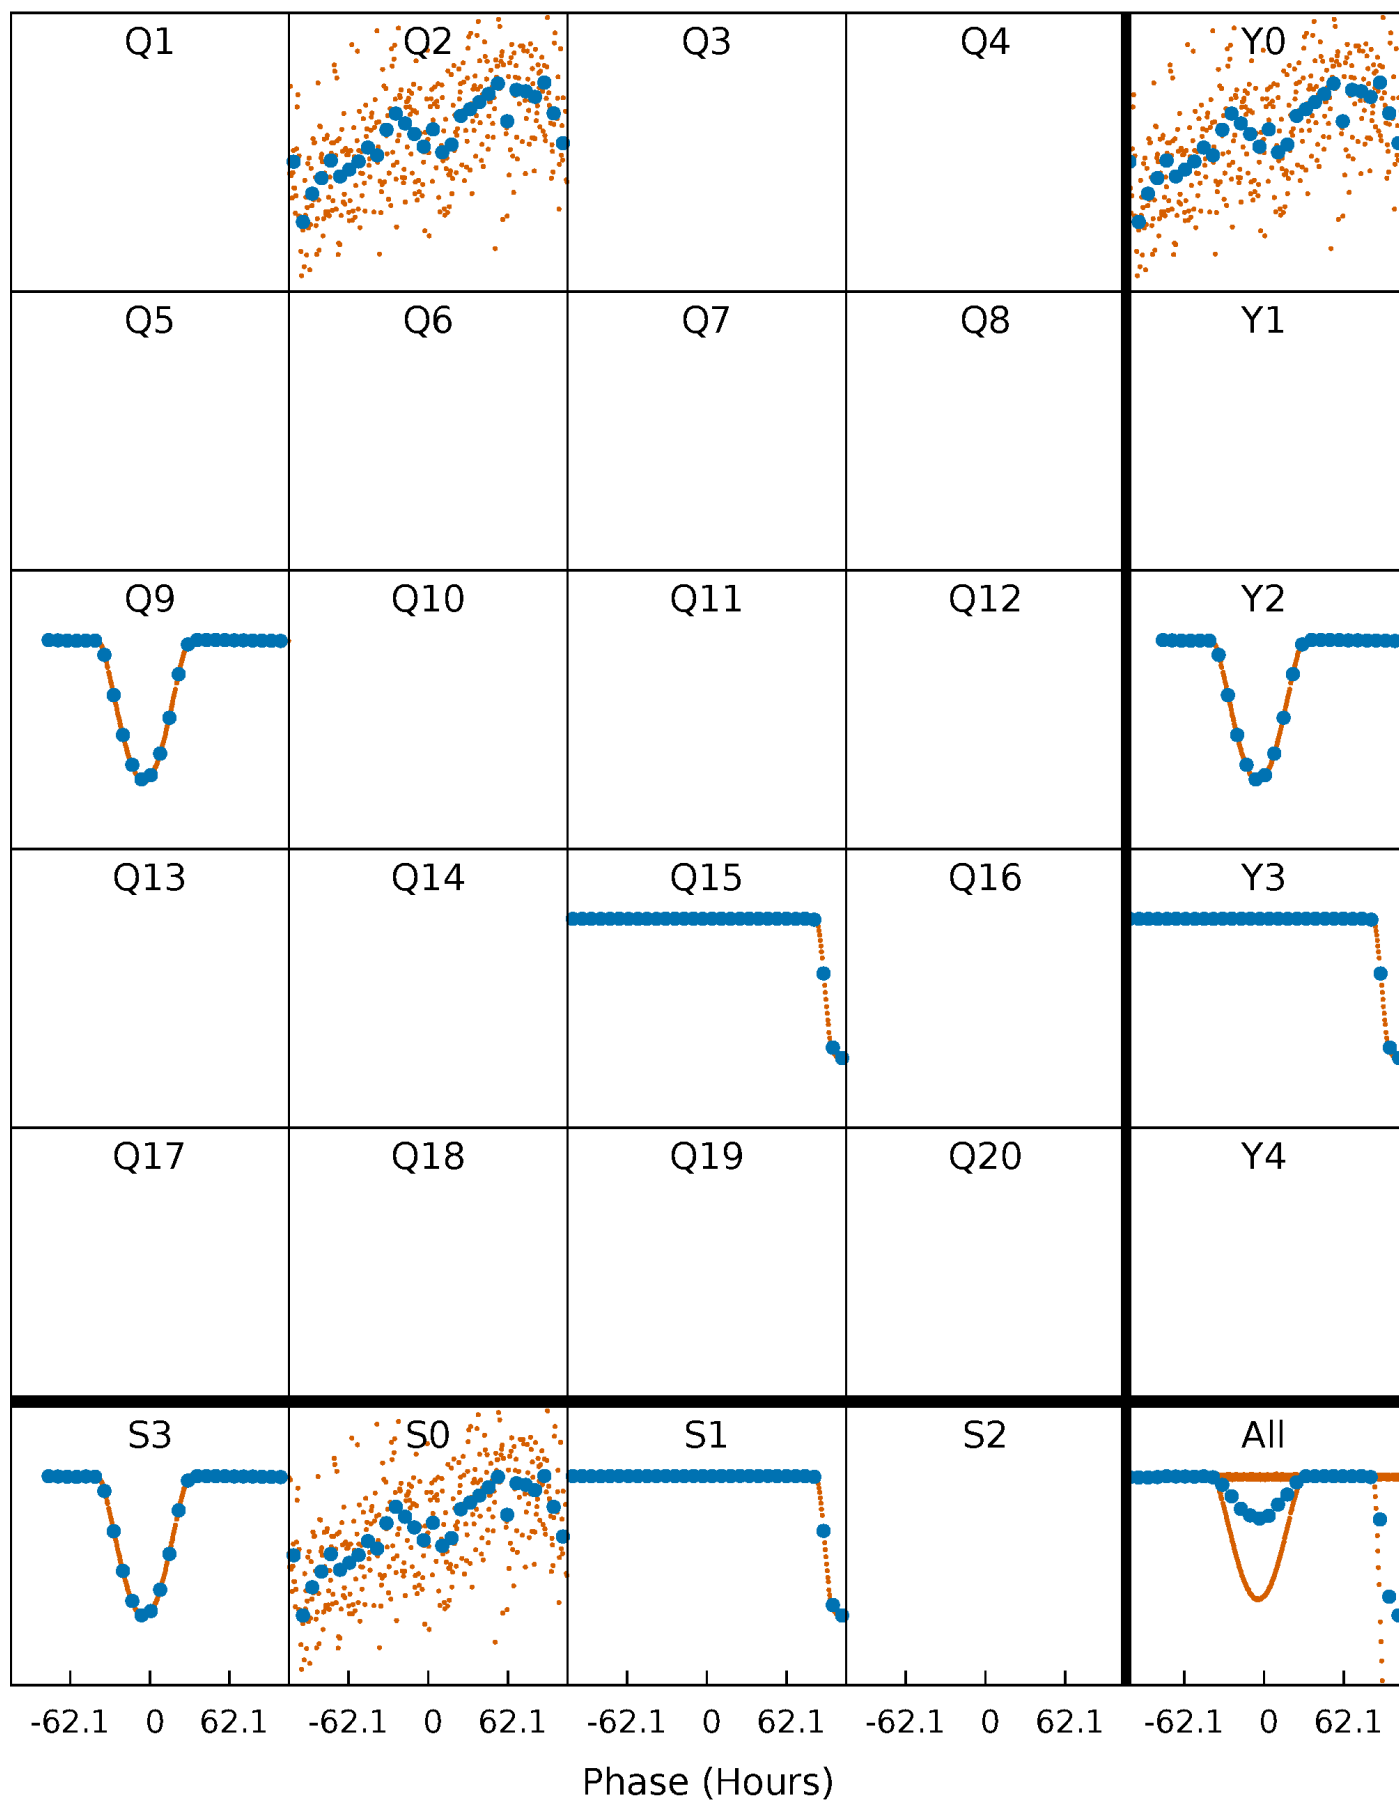 Q1 Q2 Q3 Q4 Y0
Q5 Q6 Q7 Q8 Y1
Q9 Q10 Q11 Q12 Y2
Q13 Q14 Q15 Q16 Y3
Q17 Q18 Q19 Q20 Y4
S3 S0 S1 S2 All
-62.1 0 62.1 -62.1 0 62.1 -62.1 0 62.1 -62.1 0 62.1 -62.1 0 62.1
Phase (Hours)